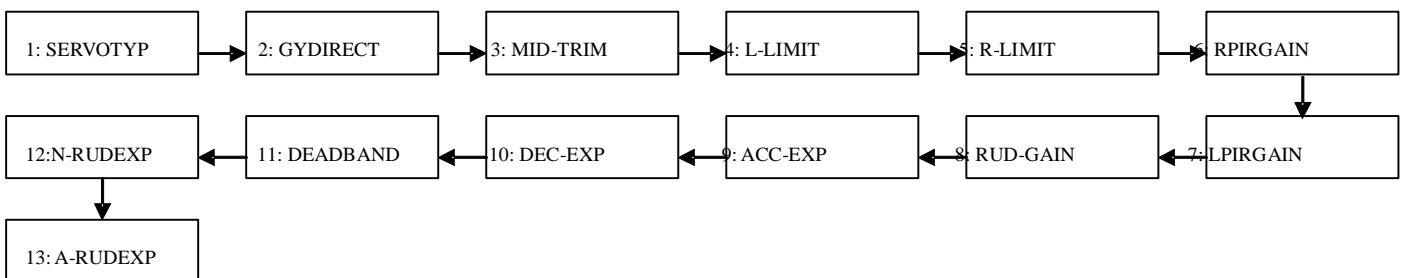 1: SERVOTYP
2: GYDIRECT
3: MID-TRIM
4: L-LIMIT
5: R-LIMIT
6: RPIRGAIN
7: LPIRGAIN
8: RUD-GAIN
9: ACC-EXP
10: DEC-EXP
11: DEADBAND
12:N-RUDEXP
13: A-RUDEXP